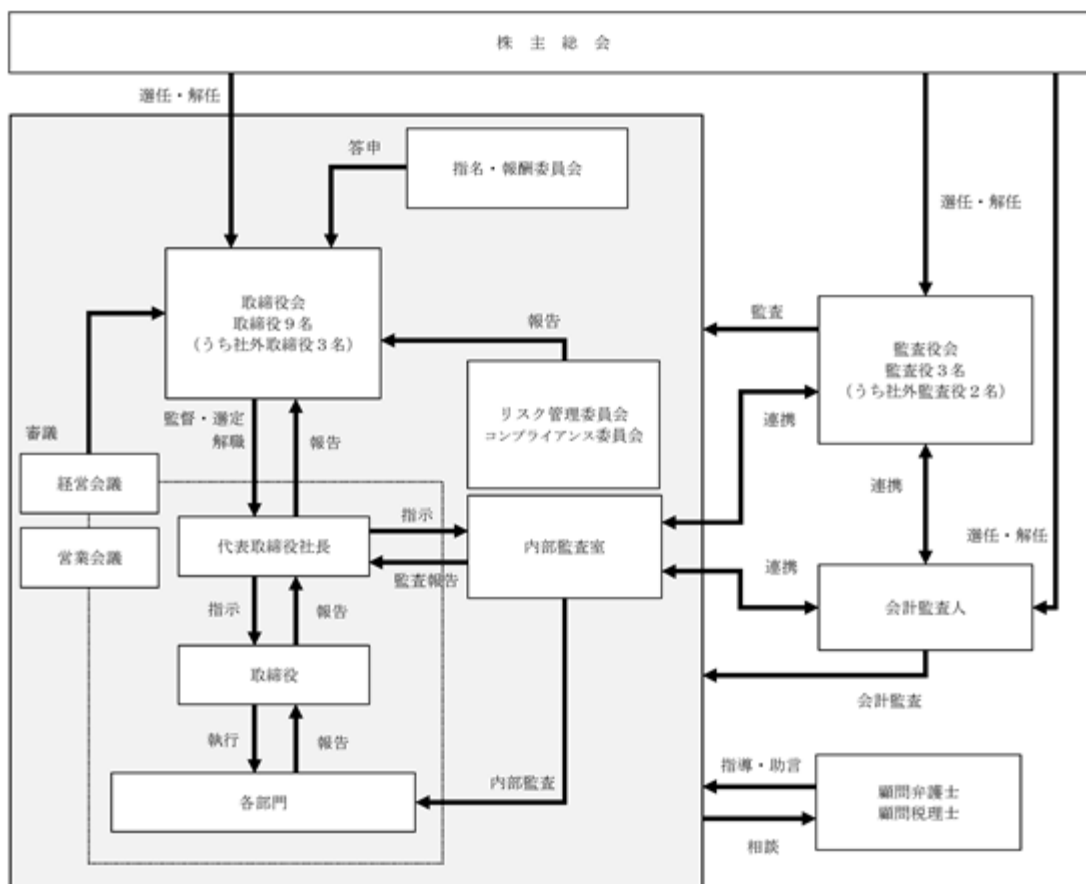 株主総会
選任・解任
答申
指名・報酬委員会
選任・解任
取締役会
取締役9名
（うち社外取締役3名）
報告
監査
監査役会
監査役3名
（うち社外監査役2名）
審議
監督・選定
解職
報告
リスク管理委員会
コンプライアンス委員会
連携
経営会議
連携
営業会議
代表取締役社長
指示
内部監査室
監査報告
選任・解任
連携
会計監査人
指示
報告
取締役
会計監査
執行
報告
内部監査
各部門
指導・助言
顧問弁護士
顧問税理士
相談